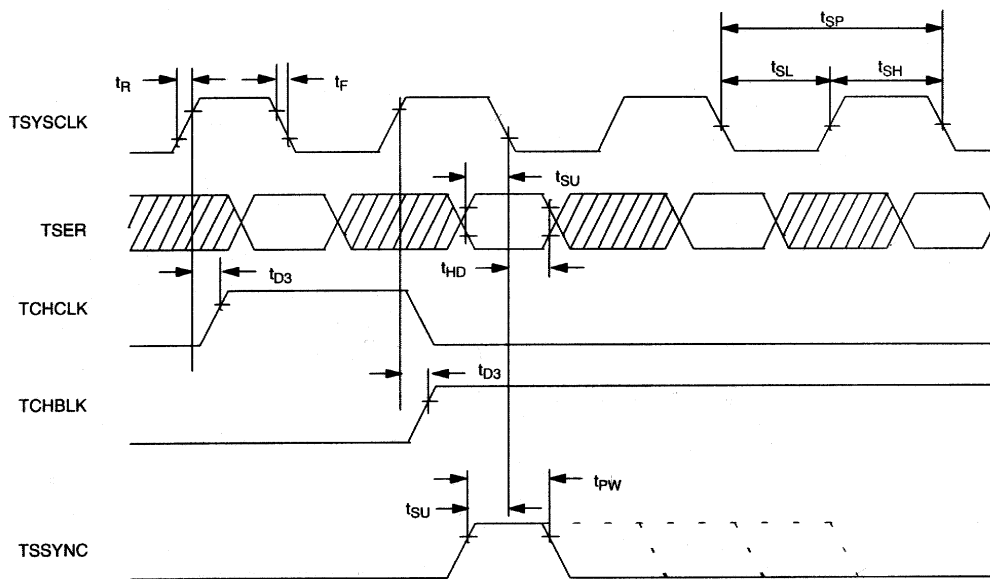 tSP
tR
tF
tSL
tSH
TSYSCLK
tSU
TSER
tHD
tD3
TCHCLK
tD3
TCHBLK
tPW
tSU
TSSYNC